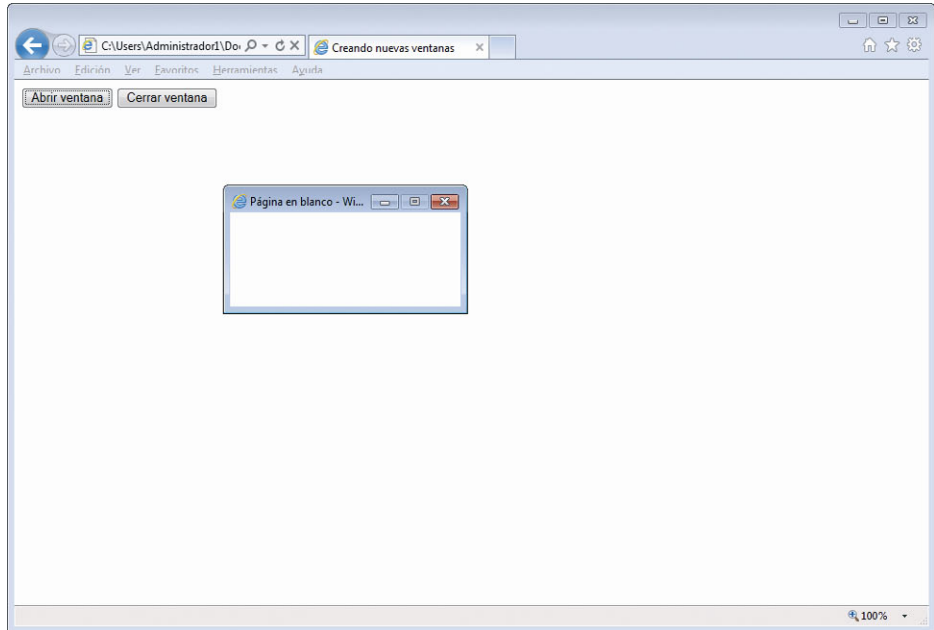 C:\Users\Administrador1\Do
Creando nuevas ventanas
Archivo Edición Ver Favoritos Herramientas Ayuda
Abrir ventana Cerrar ventana
Página en blanco - Wi...
100%